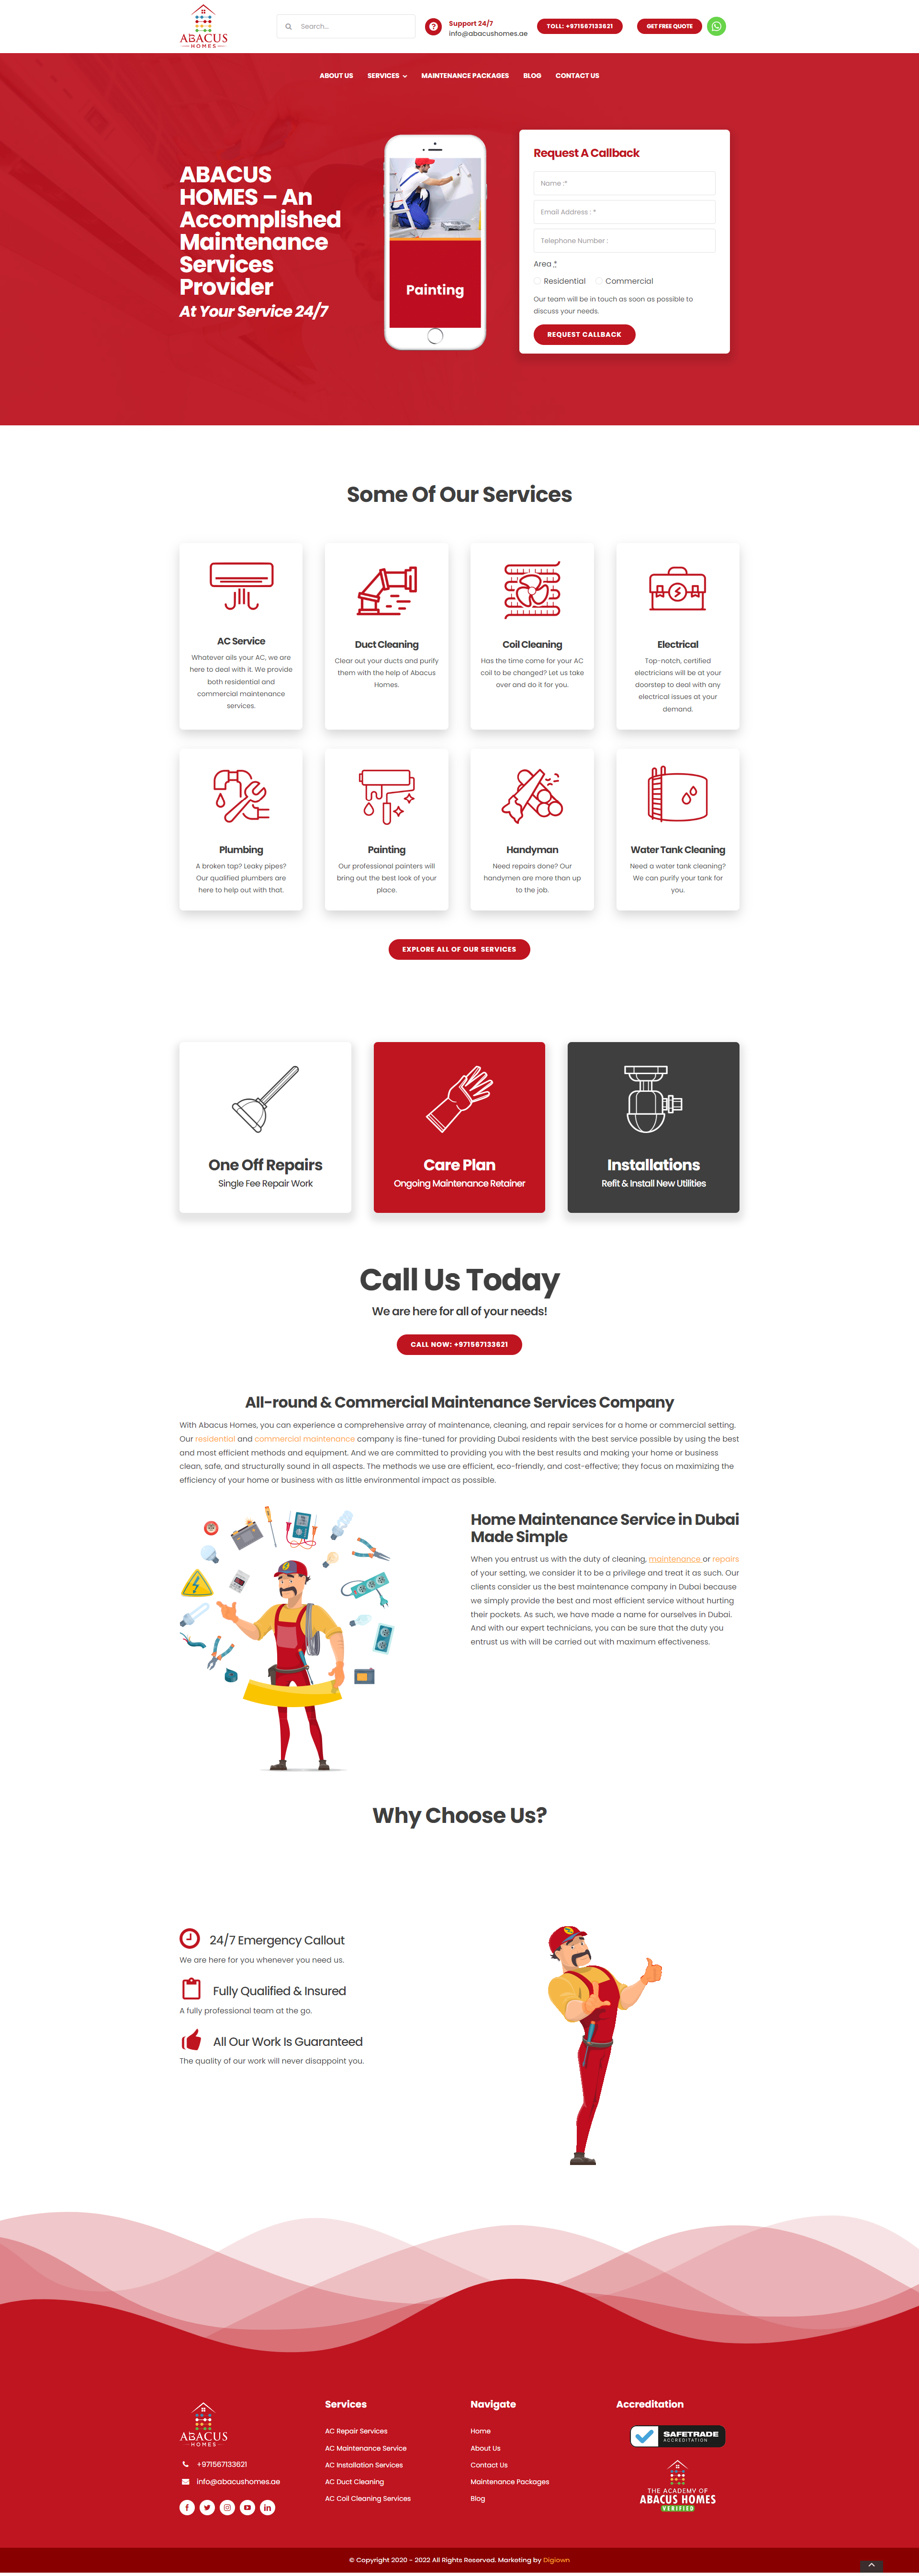 ABACUS
HOMES
Search...
Support 24/7
info@abacushomes.ae
TOLL: +971567133621
GET FREE QUOTE
ABOUT US
SERVICES
MAINTENANCE PACKAGES
BLOG
CONTACT US
ABACUS
HOMES – An
Accomplished
Maintenance
Services
Provider
At Your Service 24/7
Painting
Request A Callback
Name :*
Email Address : *
Telephone Number :
Area *
Residential
Commercial
Our team will be in touch as soon as possible to
discuss your needs.
REQUEST CALLBACK
Some Of Our Services
AC Service
Whatever ails your AC, we are
here to deal with it. We provide
both residential and
commercial maintenance
services.
Duct Cleaning
Clear out your ducts and purify
them with the help of Abacus
Homes.
Coil Cleaning
Has the time come for your AC
coil to be changed? Let us take
over and do it for you.
Electrical
Top-notch, certified
electricians will be at your
doorstep to deal with any
electrical issues at your
demand.
Plumbing
A broken tap? Leaky pipes?
Our qualified plumbers are
here to help out with that.
Painting
Our professional painters will
bring out the best look of your
place.
Handyman
Need repairs done? Our
handymen are more than up
to the job.
Water Tank Cleaning
Need a water tank cleaning?
We can purify your tank for
you.
EXPLORE ALL OF OUR SERVICES
One Off Repairs
Single Fee Repair Work
Care Plan
Ongoing Maintenance Retainer
Installations
Refit & Install New Utilities
Call Us Today
We are here for all of your needs!
CALL NOW: +971567133621
All-round & Commercial Maintenance Services Company
With Abacus Homes, you can experience a comprehensive array of maintenance, cleaning, and repair services for a home or commercial setting.
Our residential and commercial maintenance company is fine-tuned for providing Dubai residents with the best service possible by using the best
and most efficient methods and equipment. And we are committed to providing you with the best results and making your home or business
clean, safe, and structurally sound in all aspects. The methods we use are efficient, eco-friendly, and cost-effective; they focus on maximizing the
efficiency of your home or business with as little environmental impact as possible.
Home Maintenance Service in Dubai
Made Simple
When you entrust us with the duty of cleaning, maintenance or repairs
of your setting, we consider it to be a privilege and treat it as such. Our
clients consider us the best maintenance company in Dubai because
we simply provide the best and most efficient service without hurting
their pockets. As such, we have made a name for ourselves in Dubai.
And with our expert technicians, you can be sure that the duty you
entrust us with will be carried out with maximum effectiveness.
Why Choose Us?
24/7 Emergency Callout
We are here for you whenever you need us.
Fully Qualified & Insured
A fully professional team at the go.
All Our Work Is Guaranteed
The quality of our work will never disappoint you.
ABACUS
HOMES
+971567133621
info@abacushomes.ae
Services
AC Repair Services
AC Maintenance Service
AC Installation Services
AC Duct Cleaning
AC Coil Cleaning Services
Navigate
Home
About Us
Contact Us
Maintenance Packages
Blog
Accreditation
SAFETRADE
ACCREDITATION
THE ACADEMY OF
ABACUS HOMES
VERIFIED
© Copyright 2020 - 2022 All Rights Reserved. Marketing by Digiown